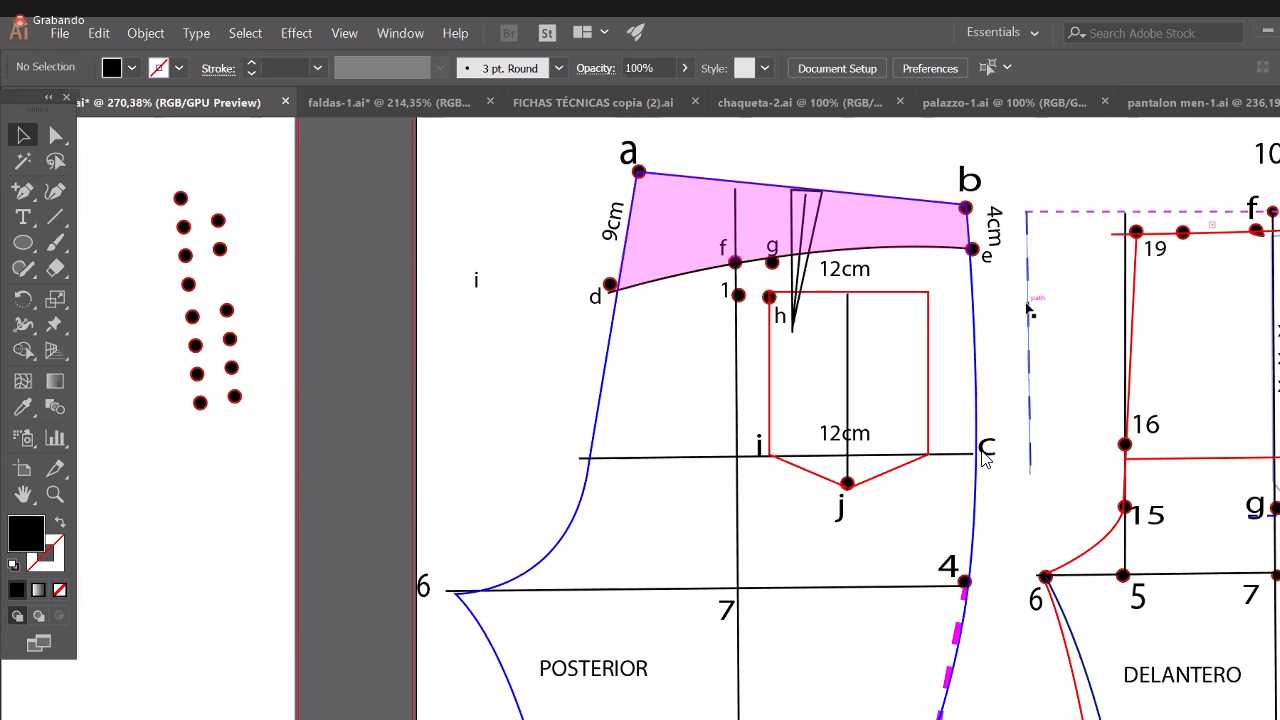 Grabando
Ai File Edit Object Type Select Effect View Window Help Br St Essentials Search Adobe Stock
No Selection Stroke: 3 pt. Round Opacity: 100% Style: Document Setup Preferences
ai* @ 270,38% (RGB/GPU Preview) faldas-1.ai* @ 214,35% (RGB... FICHAS TÉCNICAS copia (2).ai chaqueta-2.ai @ 100% (RGB/... palazzo-1.ai @ 100% (RGB/G... pantalon men-1.ai @ 236,19
a
10
b
9cm
4cm
f
f
g
19
e
i
12cm
d
1
path
h
16
12cm
i
c
j
g
15
4
6
7
6
5
7
POSTERIOR
DELANTERO